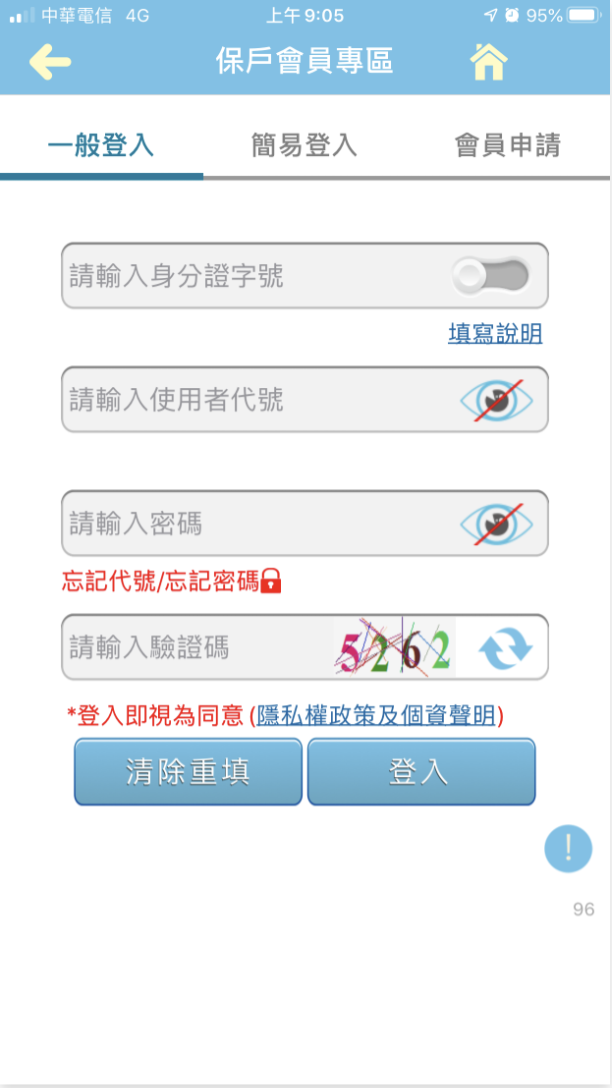 中華電信 4G 上午9:05 95%
保戶會員專區
一般登入 簡易登入 會員申請
請輸入身分證字號
填寫說明
請輸入使用者代號
請輸入密碼
忘記代號/忘記密碼
請輸入驗證碼 5262
*登入即視為同意(隱私權政策及個資聲明)
清除重填 登入
!
96